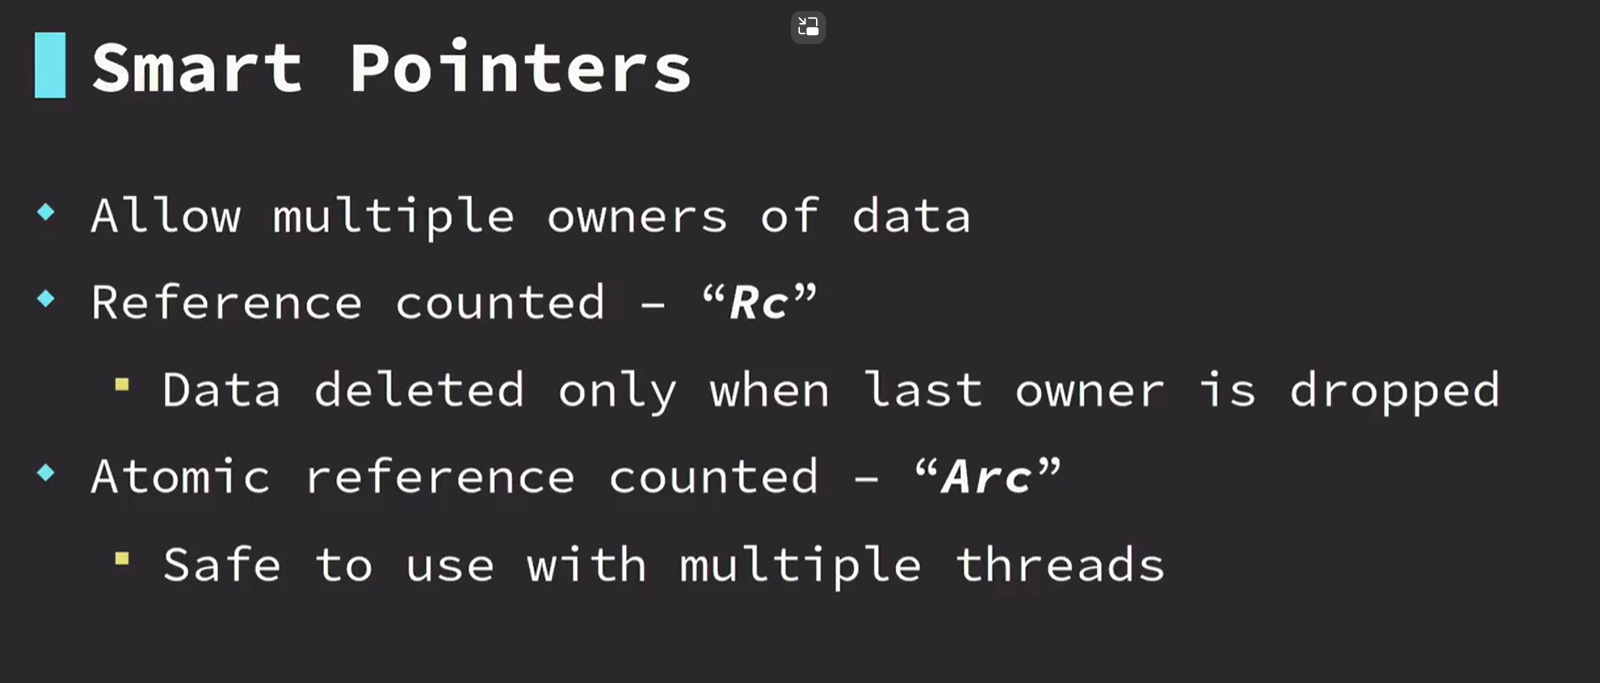 Smart Pointers
Allow multiple owners of data
Reference counted – “Rc”
Data deleted only when last owner is dropped
Atomic reference counted – “Arc”
Safe to use with multiple threads